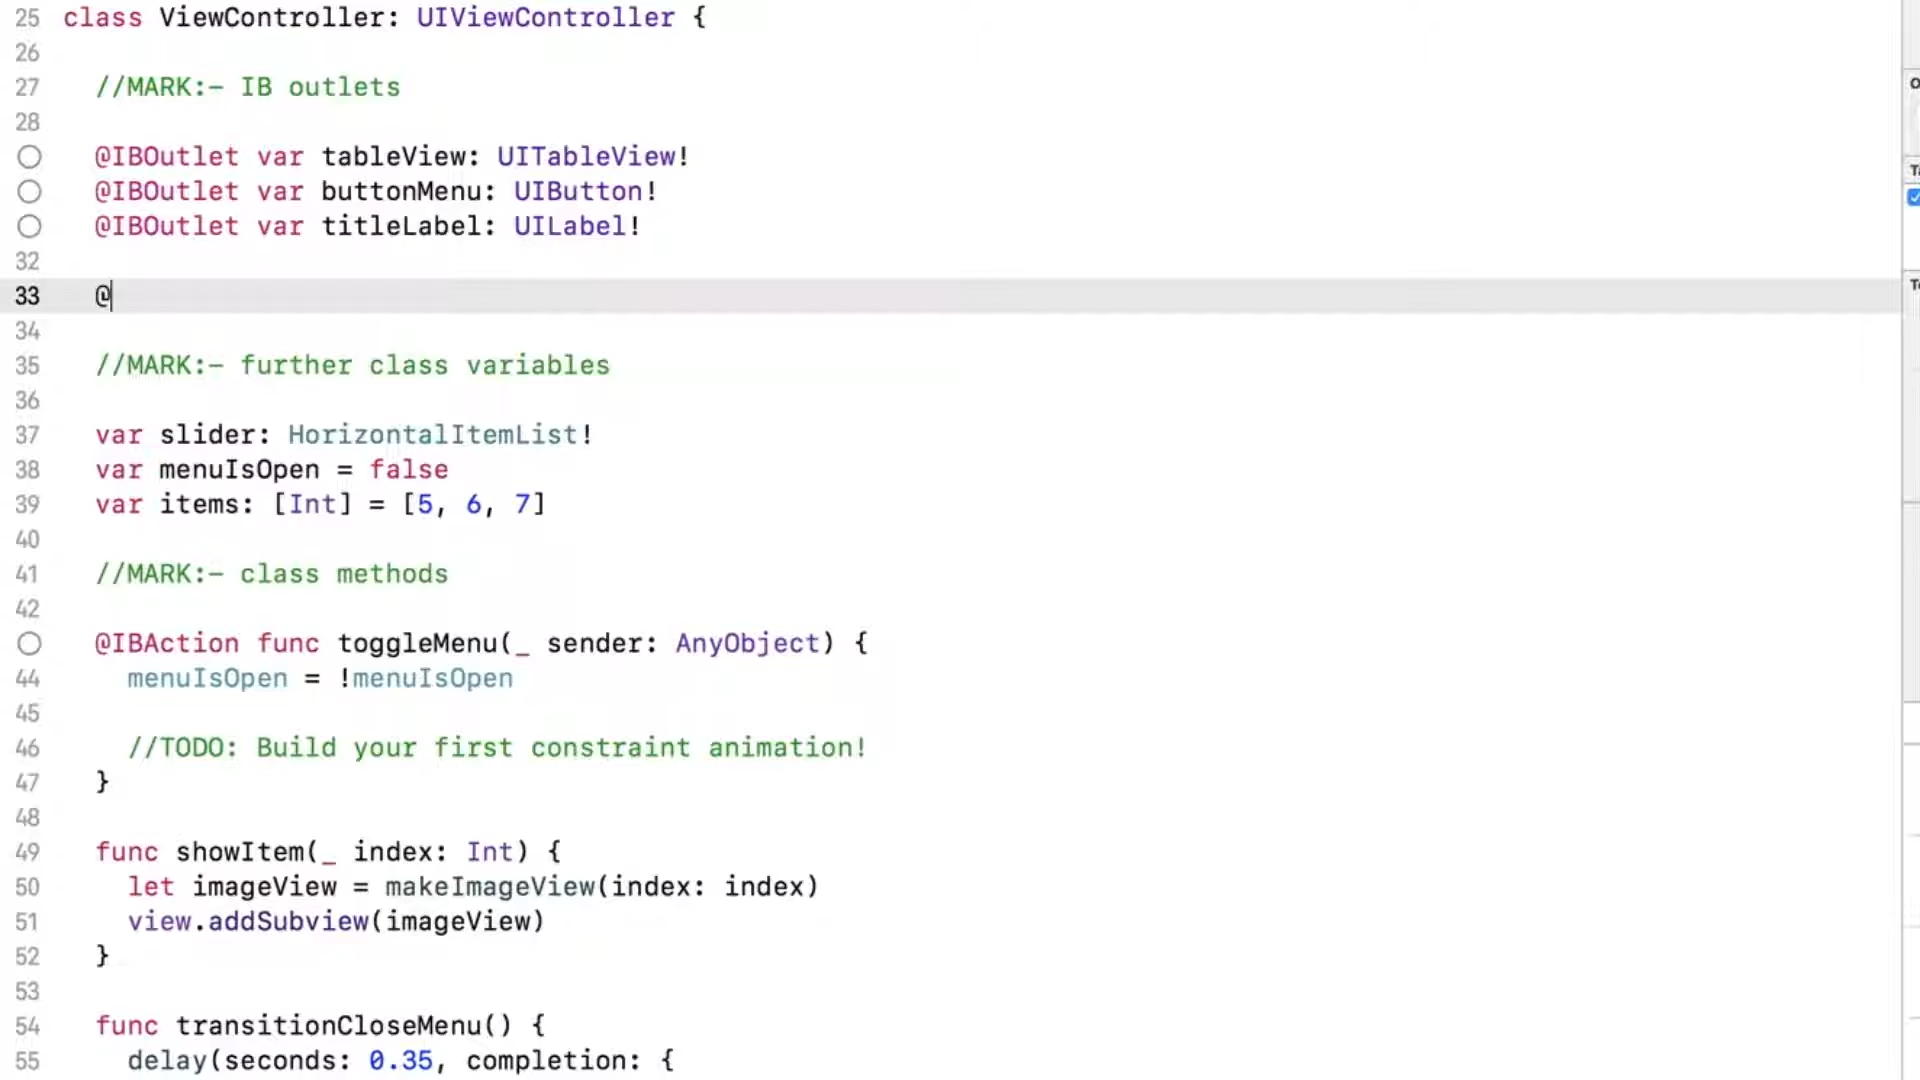 25 class ViewController: UIViewController {
26
27 //MARK:- IB outlets
28
@IBOutlet var tableView: UITableView!
@IBOutlet var buttonMenu: UIButton!
@IBOutlet var titleLabel: UILabel!
32
33 @
34
35 //MARK:- further class variables
36
37 var slider: HorizontalItemList!
38 var menuIsOpen = false
39 var items: [Int] = [5, 6, 7]
40
41 //MARK:- class methods
42
@IBAction func toggleMenu(_ sender: AnyObject) {
44 menuIsOpen = !menuIsOpen
45
46 //TODO: Build your first constraint animation!
47 }
48
49 func showItem(_ index: Int) {
50 let imageView = makeImageView(index: index)
51 view.addSubview(imageView)
52 }
53
54 func transitionCloseMenu() {
55 delay(seconds: 0.35, completion: {